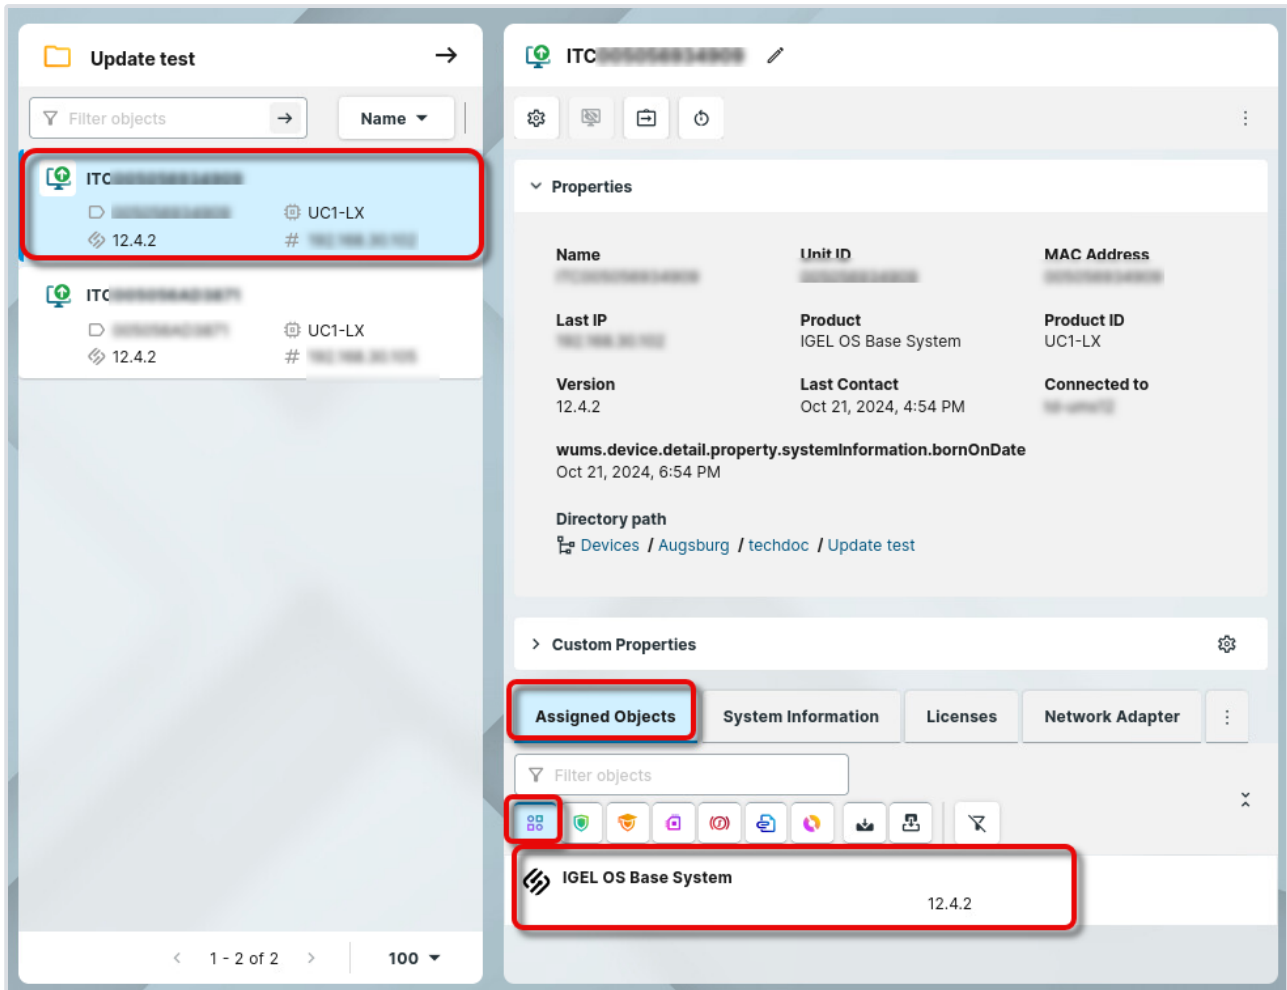 Update test
Filter objects
Name
ITC
UC1-LX
12.4.2
#
ITC
UC1-LX
12.4.2
#
1 - 2 of 2
100
ITC
Properties
Name
Unit ID
MAC Address
Last IP
Product
IGEL OS Base System
Product ID
UC1-LX
Version
12.4.2
Last Contact
Oct 21, 2024, 4:54 PM
Connected to
wums.device.detail.property.systemInformation.bornOnDate
Oct 21, 2024, 6:54 PM
Directory path
Devices / Augsburg / techdoc / Update test
Custom Properties
Assigned Objects
System Information
Licenses
Network Adapter
Filter objects
IGEL OS Base System
12.4.2